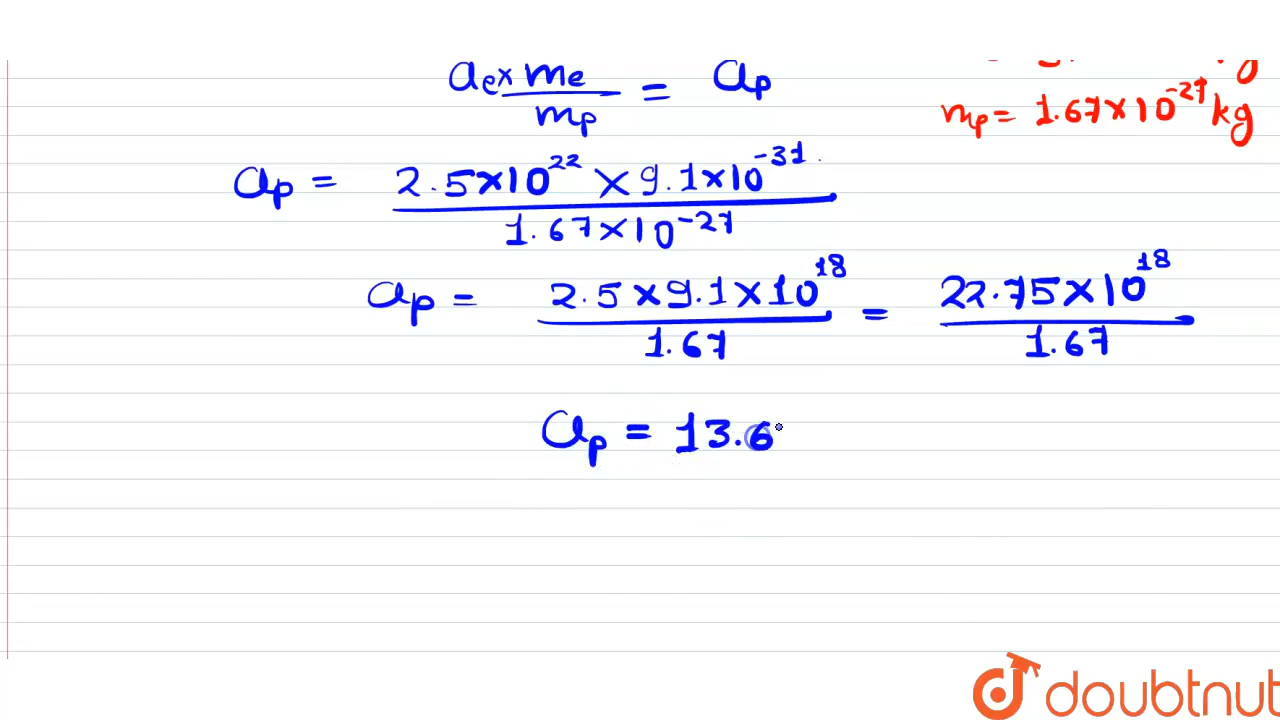 ae × me / mp = ap
mp = 1.67×10⁻²⁷ kg
ap = 2.5×10²² × 9.1×10⁻³¹ / 1.67×10⁻²⁷
ap = 2.5×9.1×10¹⁸ / 1.67 = 22.75×10¹⁸ / 1.67
ap = 13.6
doubtnut